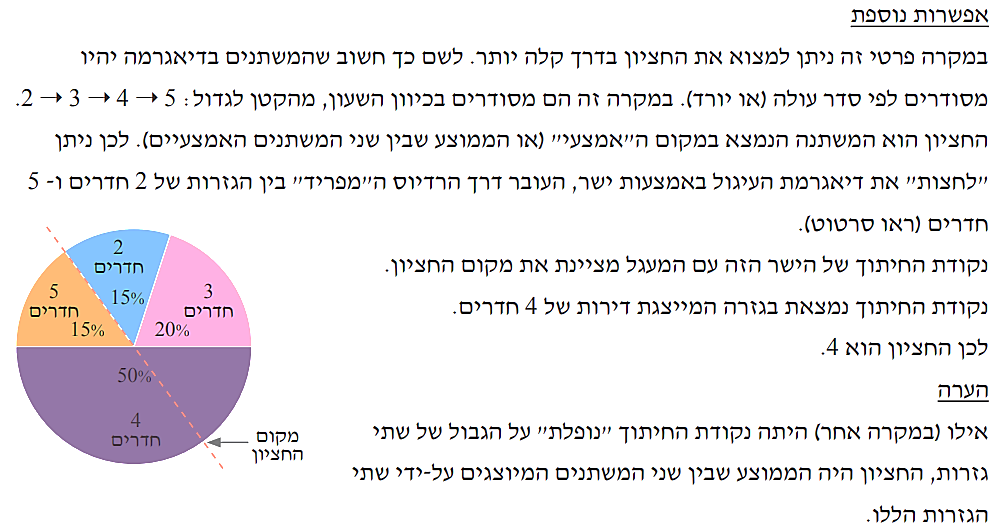 אפשרות נוספת
במקרה פרטי זה ניתן למצוא את החציון בדרך קלה יותר. לשם כך חשוב שהמשתנים בדיאגרמה יהיו
מסודרים לפי סדר עולה (או יורד). במקרה זה הם מסודרים בכיוון השעון, מהקטן לגדול: 5 → 4 → 3 → 2.
החציון הוא המשתנה הנמצא במקום ה"אמצעי" (או הממוצע שבין שני המשתנים האמצעיים). לכן ניתן
"לחצות" את דיאגרמת העיגול באמצעות ישר, העובר דרך הרדיוס ה"מפריד" בין הגזרות של 2 חדרים ו- 5
חדרים (ראו סרטוט).
נקודת החיתוך של הישר הזה עם המעגל מציינת את מקום החציון.
נקודת החיתוך נמצאת בגזרה המייצגת דירות של 4 חדרים.
לכן החציון הוא 4.
הערה
אילו (במקרה אחר) היתה נקודת החיתוך "נופלת" על הגבול של שתי
גזרות, החציון היה הממוצע שבין שני המשתנים המיוצגים על-ידי שתי
הגזרות הללו.
2
חדרים
15%
3
חדרים
20%
5
חדרים
15%
50%
4
חדרים
מקום
החציון